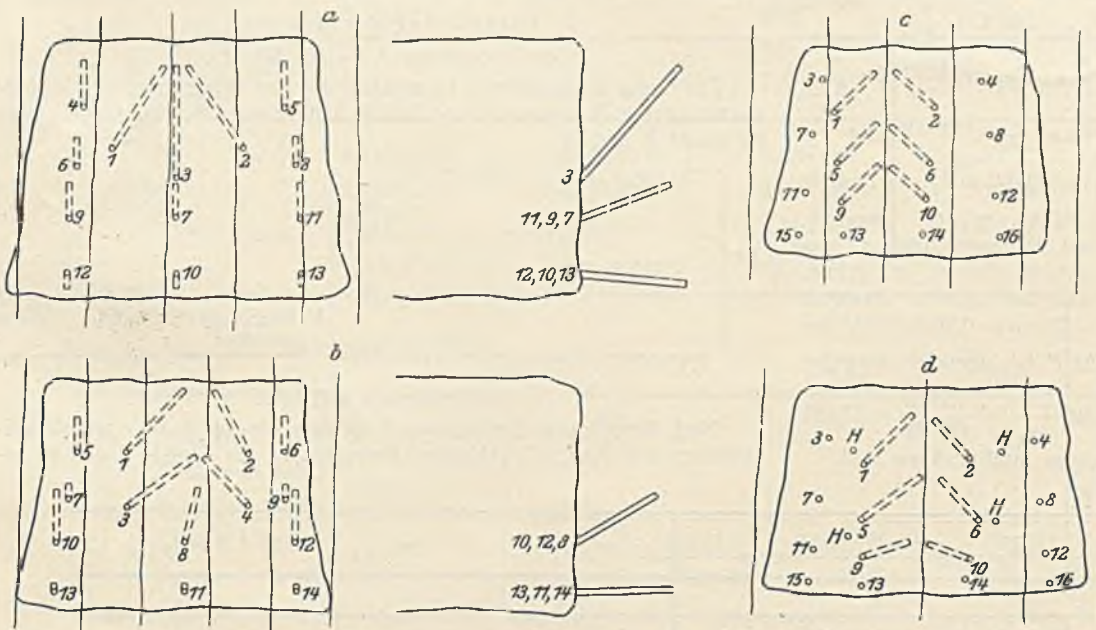 a
4 1 2 5
6 3 8
9 7 11
12 10 13
3
11, 9, 7
12, 10, 13
c
3 4
1 2
7 8
5 6
11 12
9 10
15 13 14 16
b
5 1 2 6
7 3 4 9
10 8 12
13 11 14
10, 12, 8
13, 11, 14
d
3 H H 4
1 2
7 8
5 6 H
11 H 12
9 10
15 13 14 16